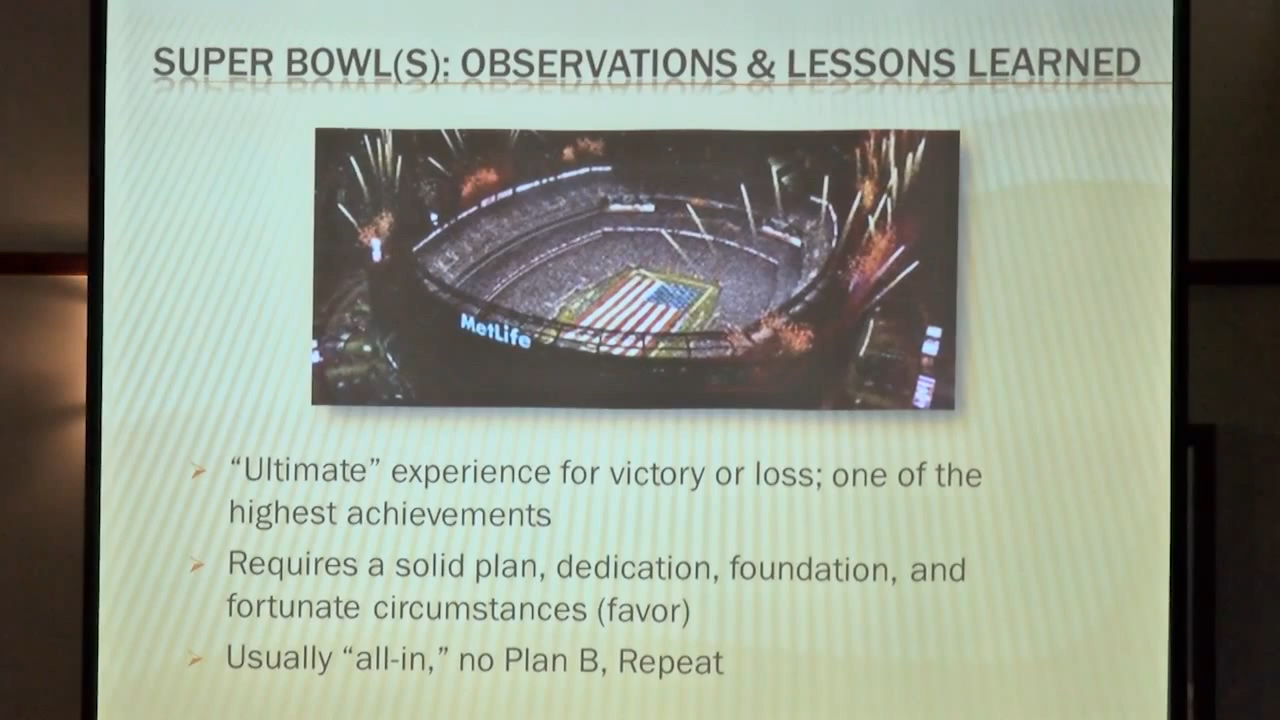 SUPER BOWL(S): OBSERVATIONS & LESSONS LEARNED
MetLife
“Ultimate” experience for victory or loss; one of the
highest achievements
Requires a solid plan, dedication, foundation, and
fortunate circumstances (favor)
Usually “all-in,” no Plan B, Repeat